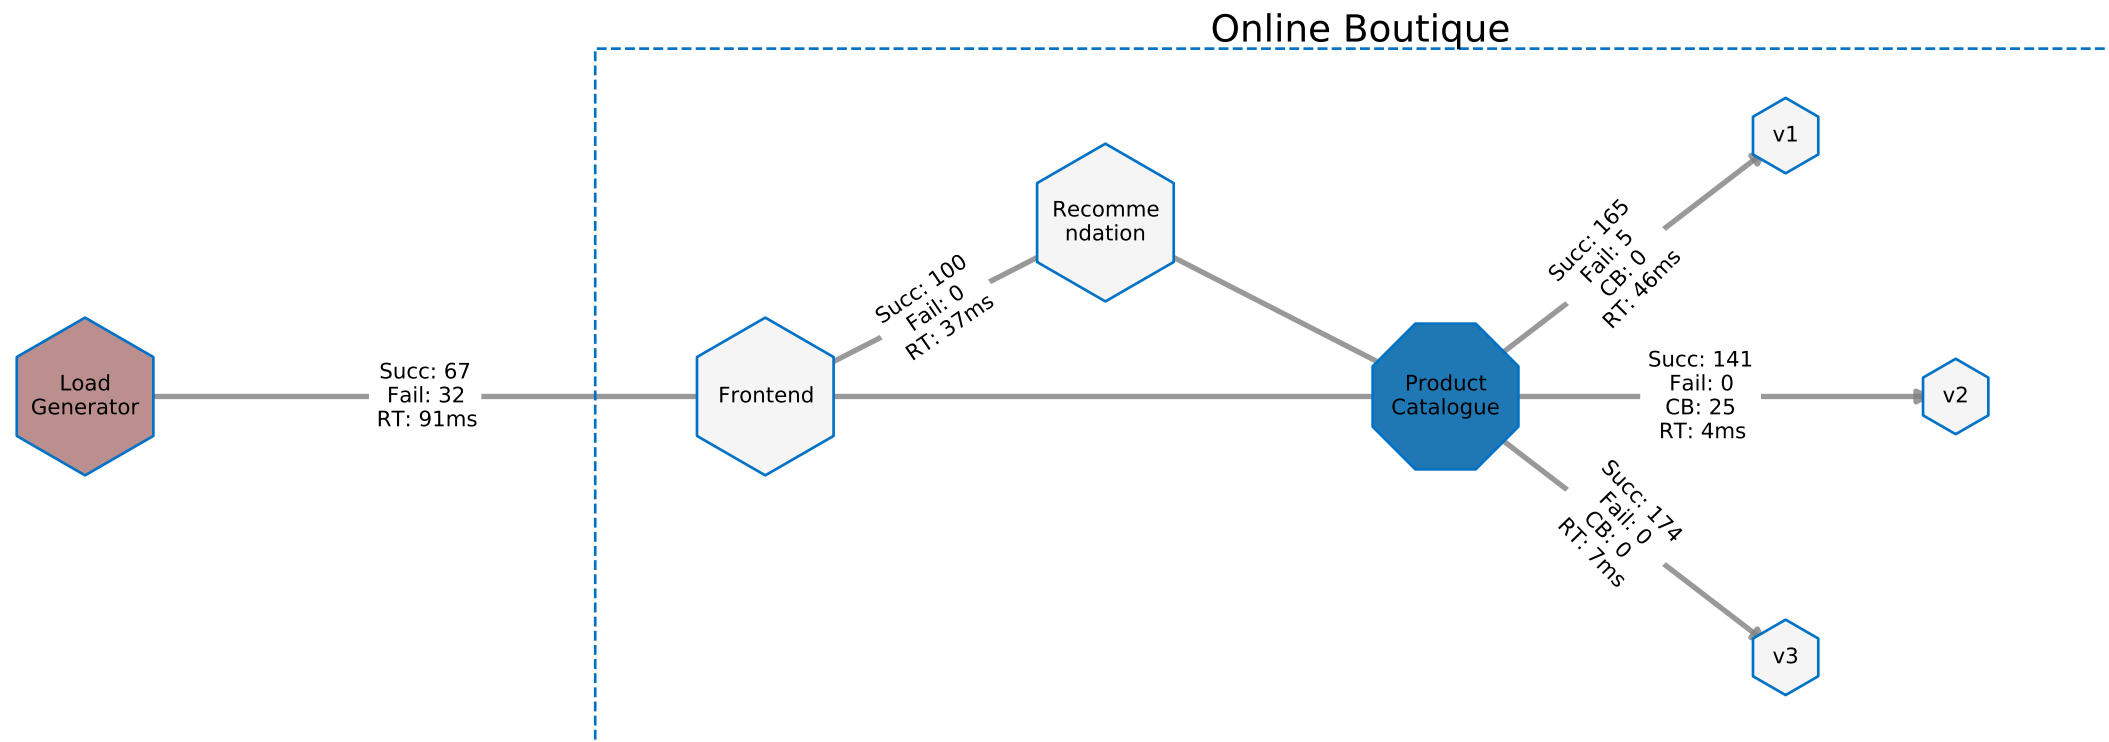 Online Boutique
v1
Recomme
ndation
Succ: 165
Fail: 5
CB: 0
RT: 46ms
Succ: 100
Fail: 0
RT: 37ms
Load
Generator
Succ: 67
Fail: 32
RT: 91ms
Frontend
Product
Catalogue
Succ: 141
Fail: 0
CB: 25
RT: 4ms
v2
Succ: 174
Fail: 0
CB: 0
RT: 7ms
v3